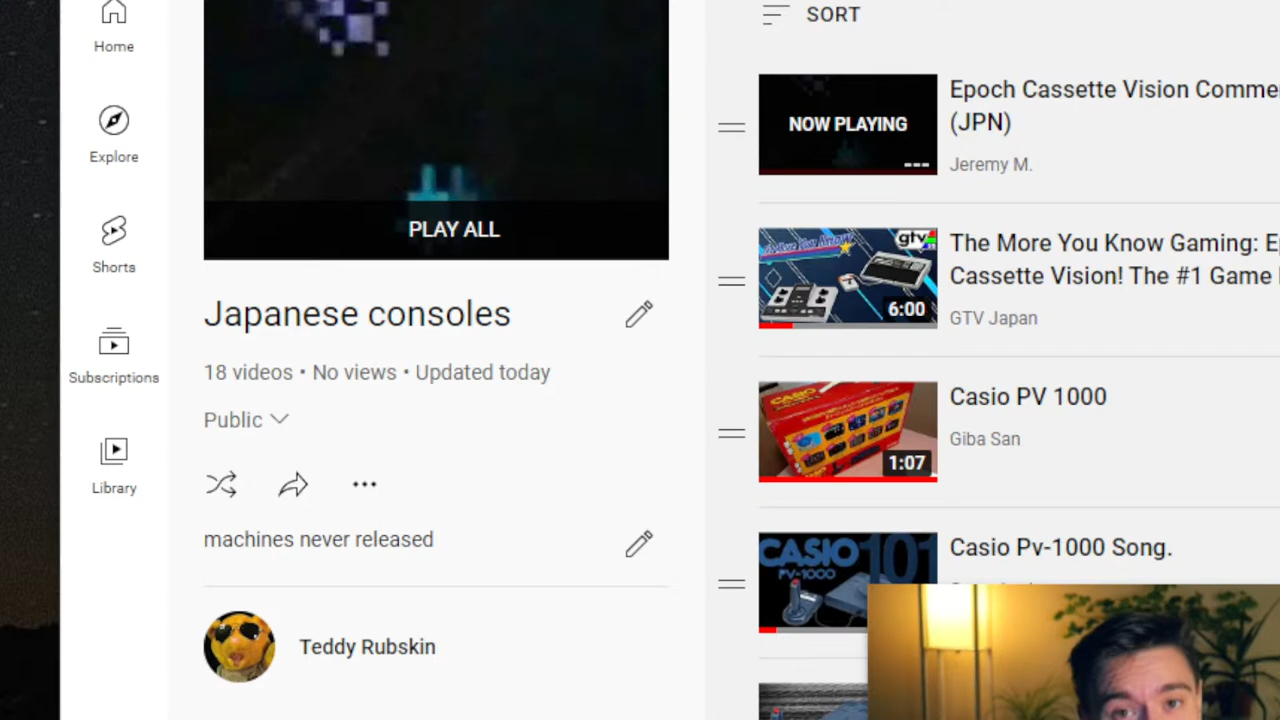 Home
Explore
Shorts
Subscriptions
Library
PLAY ALL
Japanese consoles
18 videos • No views • Updated today
Public
machines never released
Teddy Rubskin
SORT
NOW PLAYING
Epoch Cassette Vision Comme
(JPN)
Jeremy M.
gtv
6:00
The More You Know Gaming: E
Cassette Vision! The #1 Game
GTV Japan
CASIO
1:07
Casio PV 1000
Giba San
CASIO 101
PV-1000
Casio Pv-1000 Song.